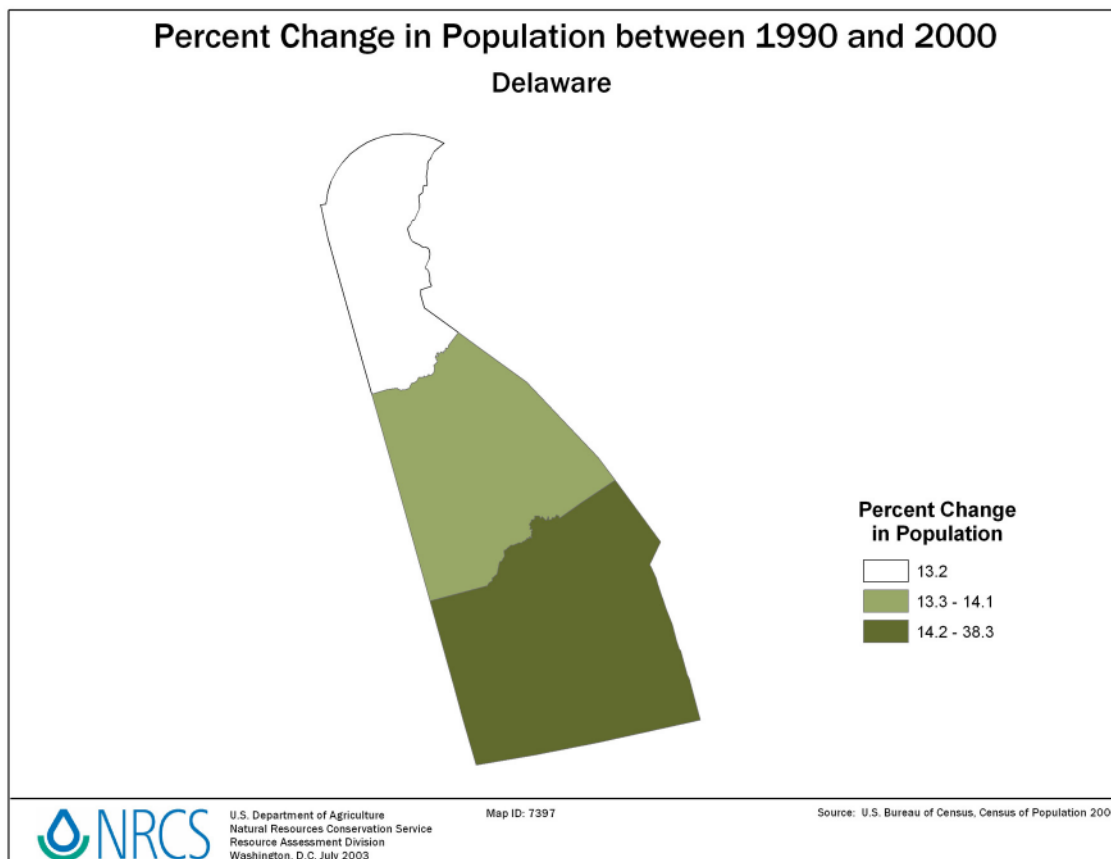 Percent Change in Population between 1990 and 2000
Delaware
Percent Change
in Population
13.2
13.3 - 14.1
14.2 - 38.3
NRCS
U.S. Department of Agriculture
Natural Resources Conservation Service
Resource Assessment Division
Washington, D.C. July 2003
Map ID: 7397
Source: U.S. Bureau of Census, Census of Population